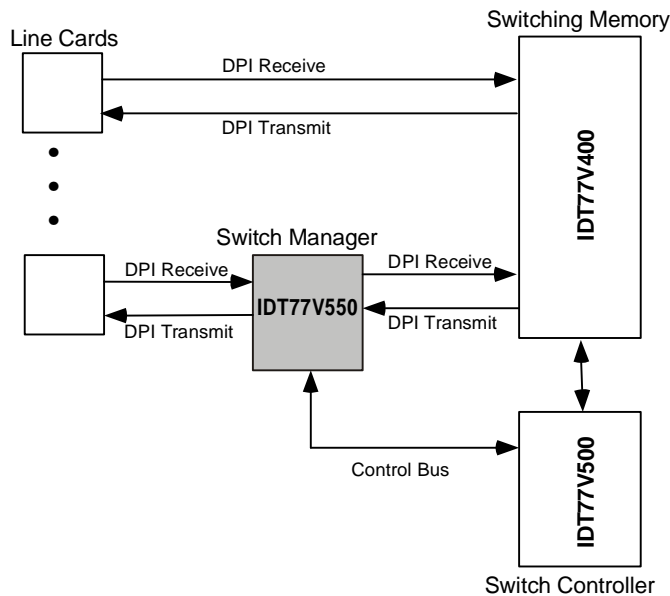 Switching Memory
Line Cards
DPI Receive
DPI Transmit
IDT77V400
Switch Manager
DPI Receive
DPI Receive
IDT77V550
DPI Transmit
DPI Transmit
Control Bus
IDT77V500
Switch Controller